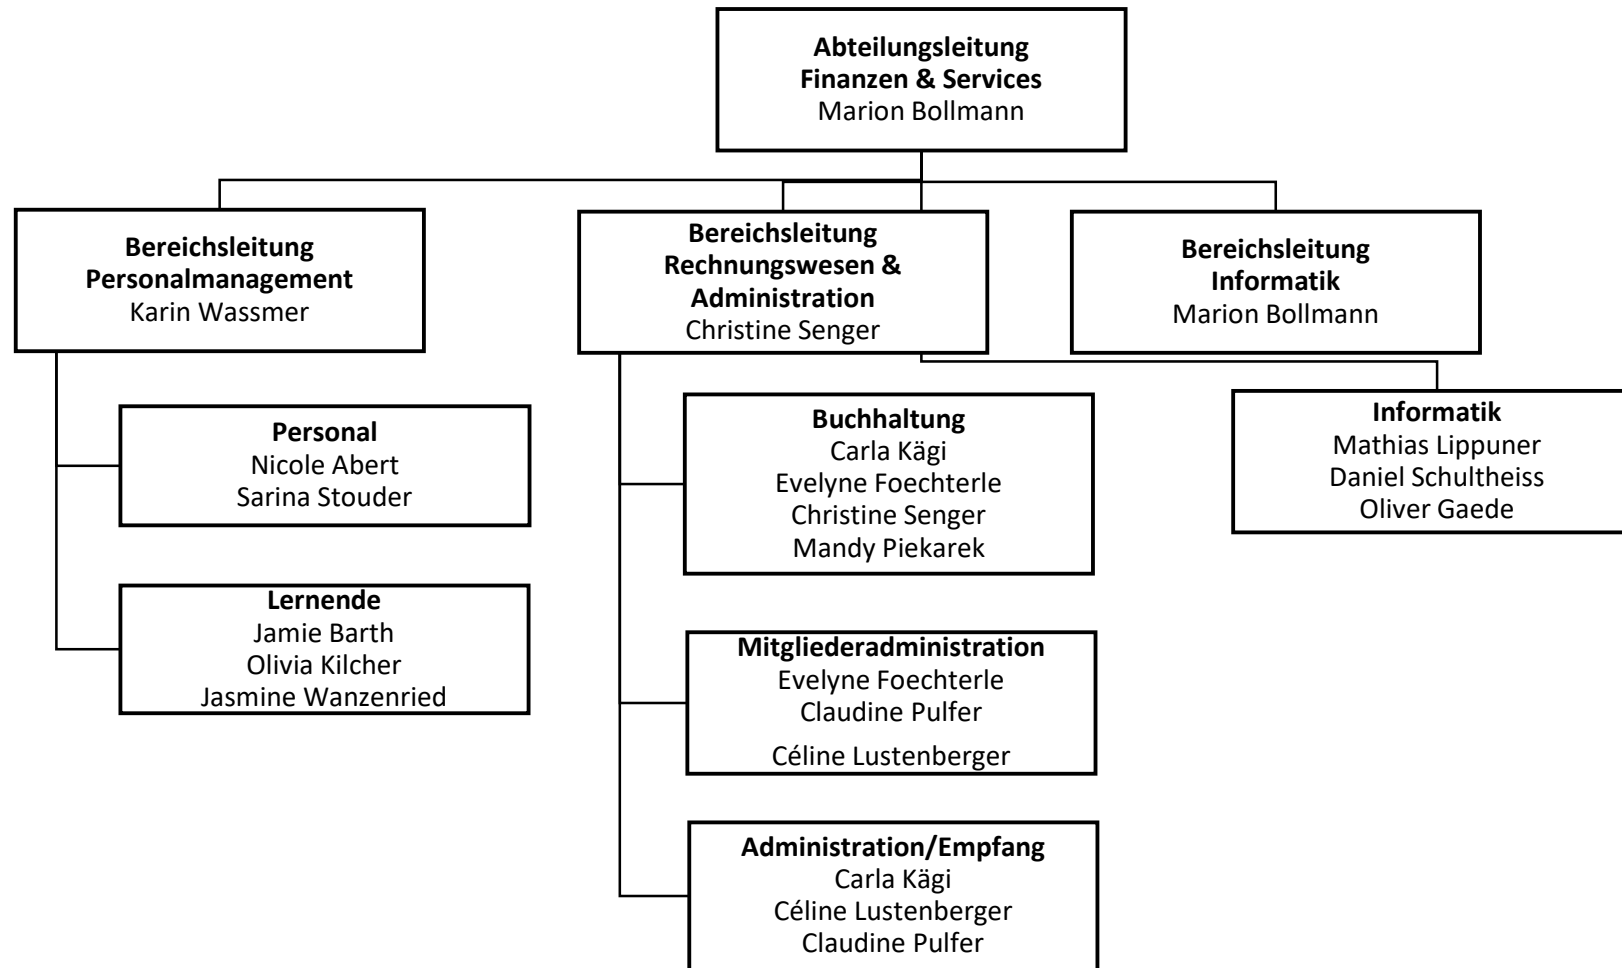 Abteilungsleitung
Finanzen & Services
Marion Bollmann
Bereichsleitung
Personalmanagement
Karin Wassmer
Bereichsleitung
Rechnungswesen &
Administration
Christine Senger
Bereichsleitung
Informatik
Marion Bollmann
Personal
Nicole Abert
Sarina Stouder
Lernende
Jamie Barth
Olivia Kilcher
Jasmine Wanzenried
Buchhaltung
Carla Kägi
Evelyne Foechterle
Christine Senger
Mandy Piekarek
Mitgliederadministration
Evelyne Foechterle
Claudine Pulfer
Céline Lustenberger
Administration/Empfang
Carla Kägi
Céline Lustenberger
Claudine Pulfer
Informatik
Mathias Lippuner
Daniel Schultheiss
Oliver Gaede